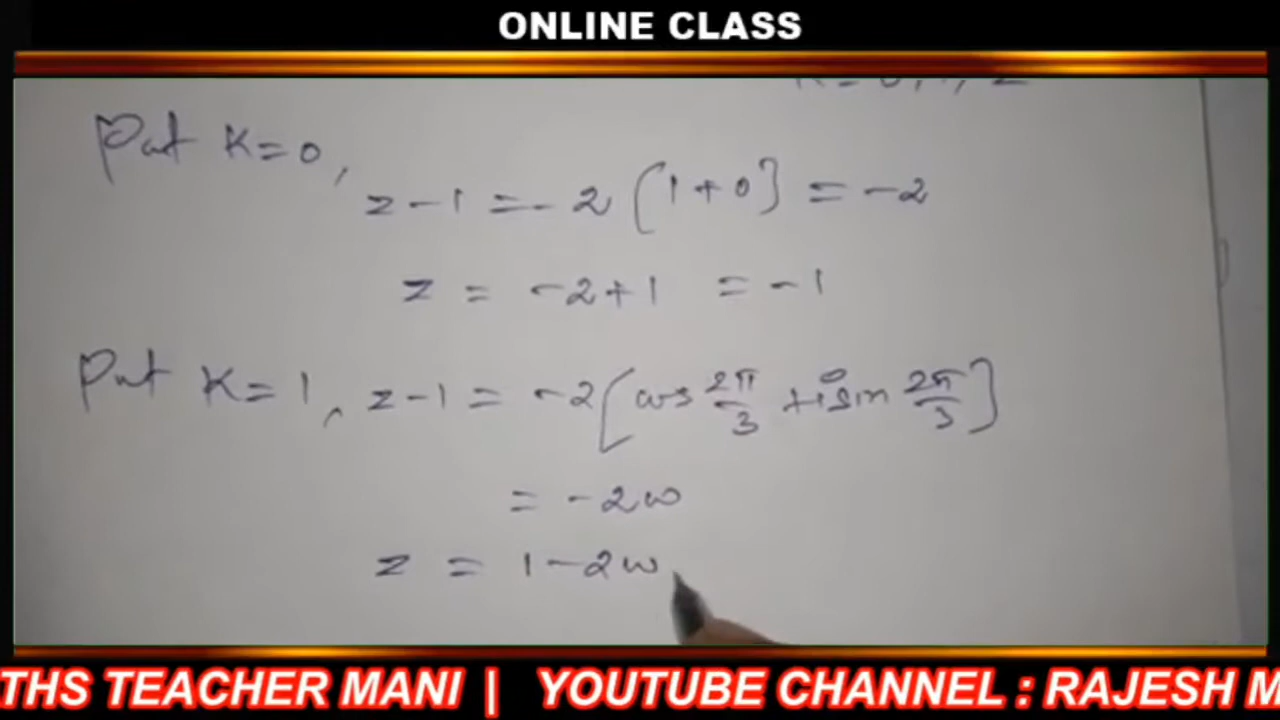 ONLINE CLASS
Put K=0,
z-1 = -2 [1+0] = -2
z = -2+1 = -1
Put K=1, z-1 = -2 [cos 2π/3 + i sin 2π/3]
= -2ω
z = 1-2ω
THS TEACHER MANI | YOUTUBE CHANNEL : RAJESH M